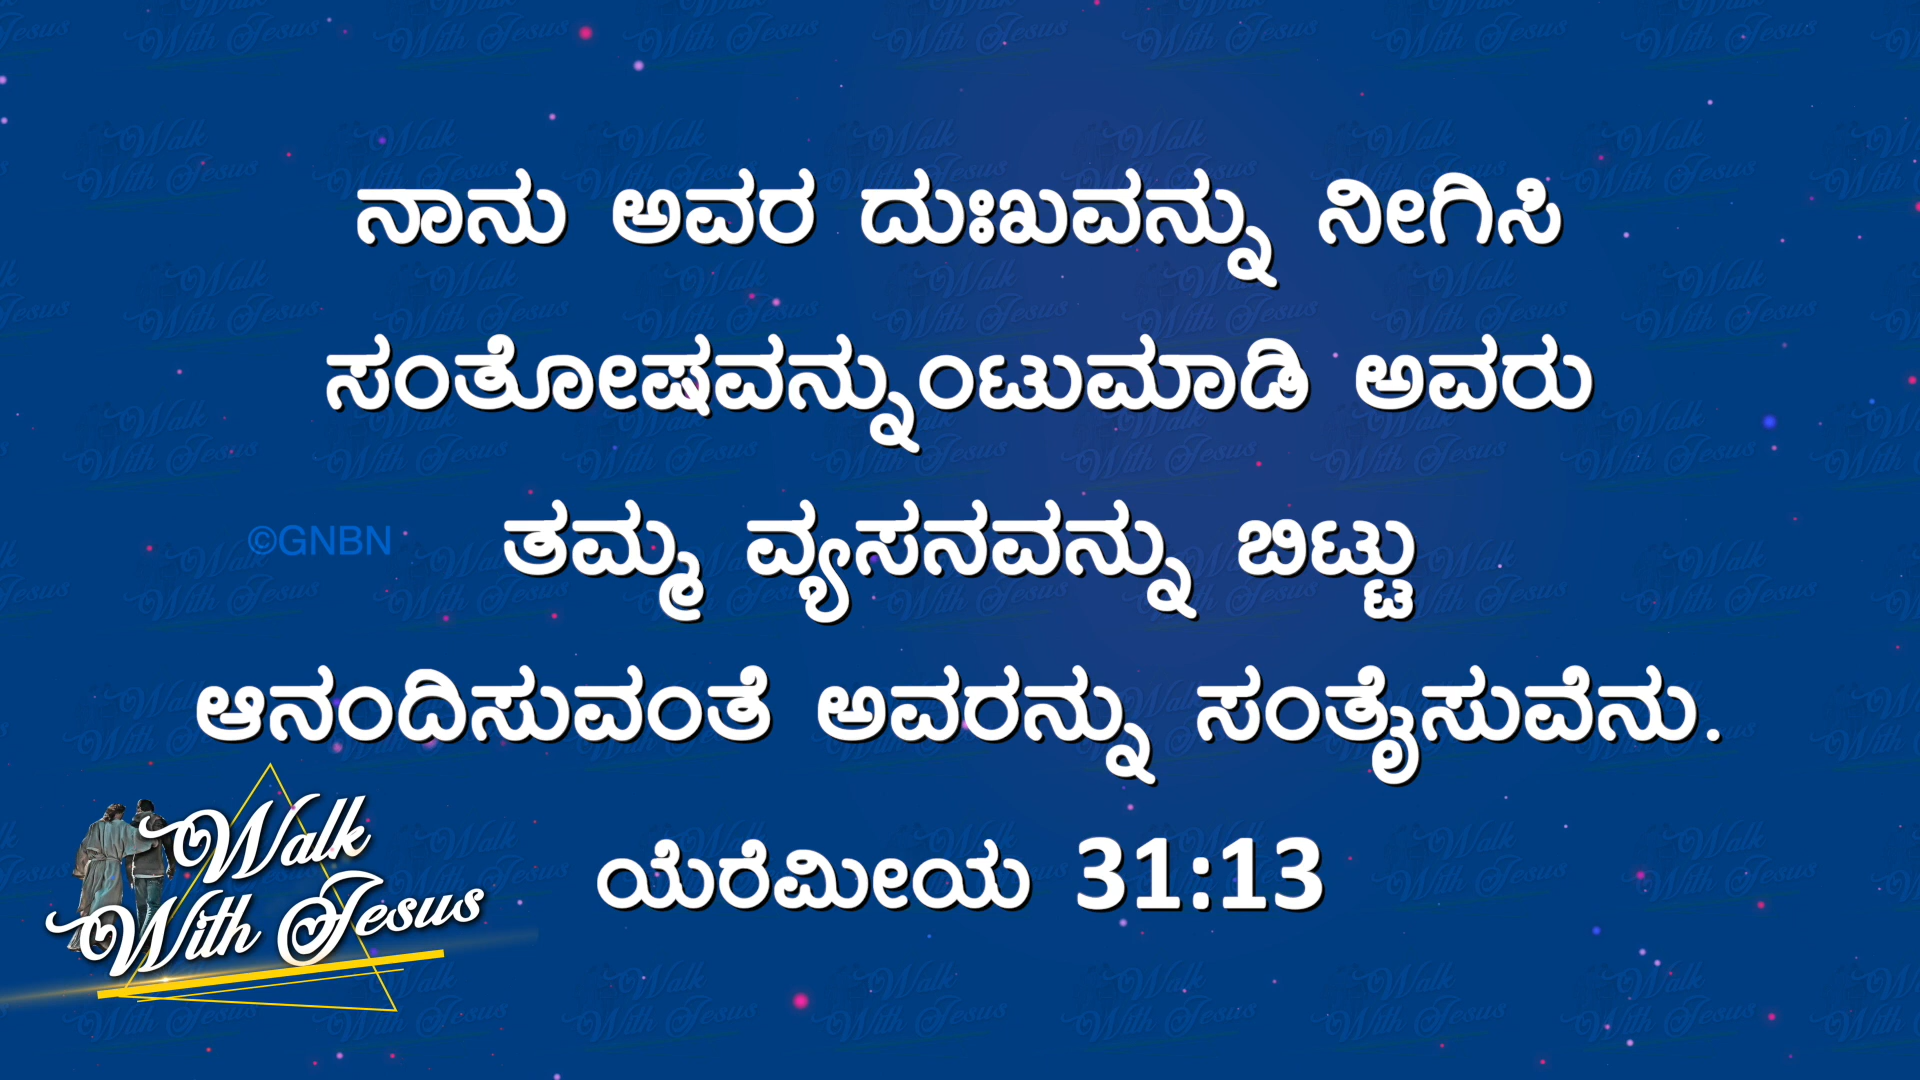 ನಾನು ಅವರ ದುಃಖವನ್ನು ನೀಗಿಸಿ
ಸಂತೋಷವನ್ನುಂಟುಮಾಡಿ ಅವರು
©GNBN
ತಮ್ಮ ವ್ಯಸನವನ್ನು ಬಿಟ್ಟು
ಆನಂದಿಸುವಂತೆ ಅವರನ್ನು ಸಂತೈಸುವೆನು.
ಯೆರೆಮೀಯ 31:13
Walk
With Jesus